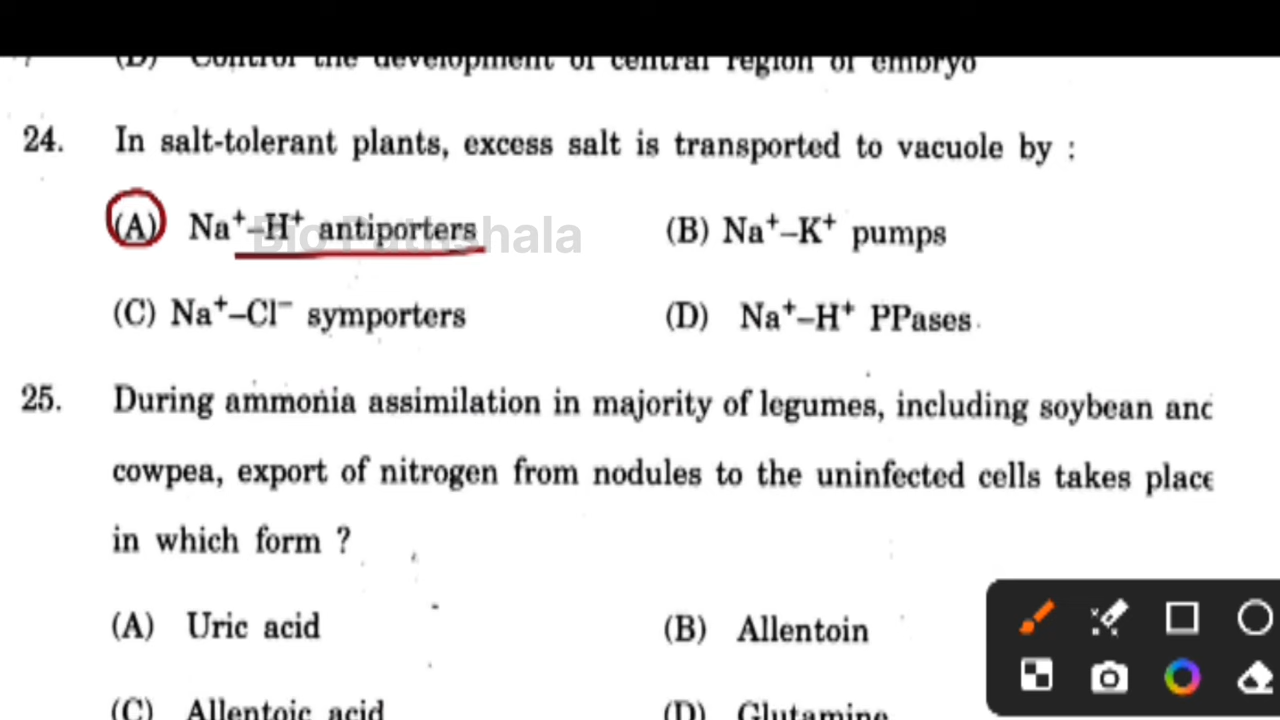 (D) Control the development of central region of embryo
24. In salt-tolerant plants, excess salt is transported to vacuole by :
(A) Na⁺–H⁺ antiporters (B) Na⁺–K⁺ pumps
Bio Pathshala
(C) Na⁺–Cl⁻ symporters (D) Na⁺–H⁺ PPases
25. During ammonia assimilation in majority of legumes, including soybean and
cowpea, export of nitrogen from nodules to the uninfected cells takes place
in which form ?
(A) Uric acid (B) Allentoin
(C) Allentoic acid (D) Glutamine